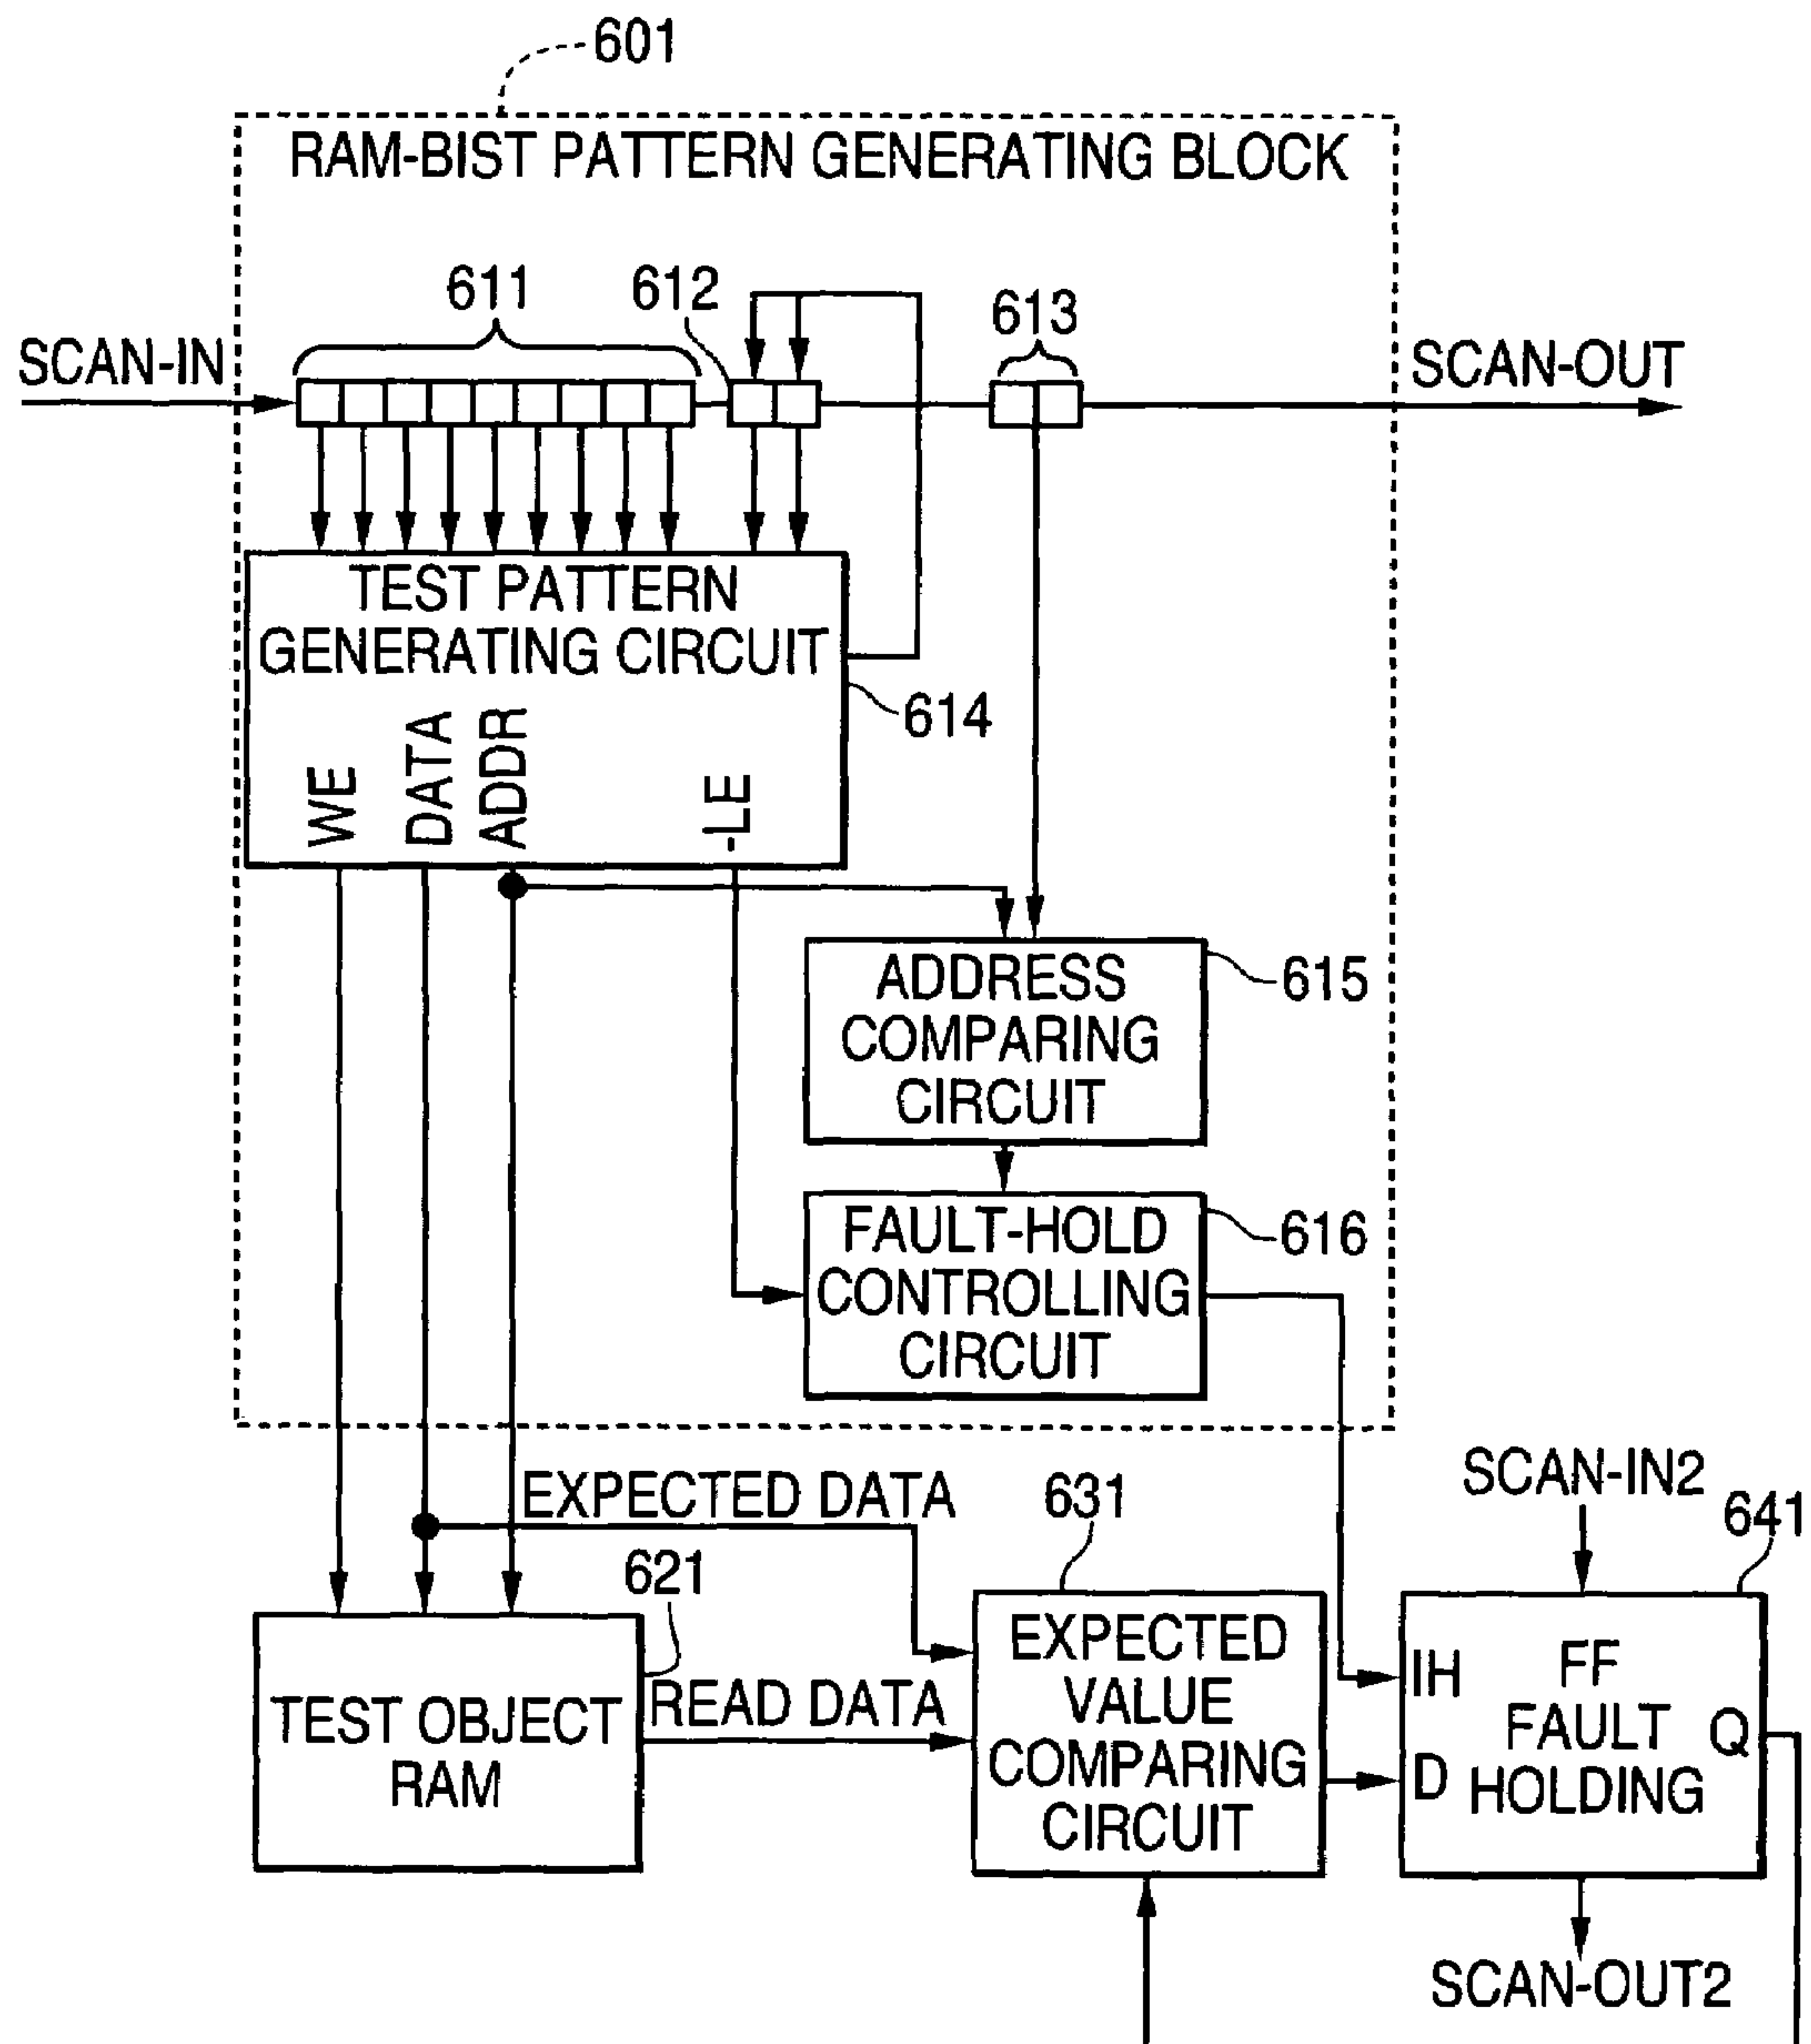 601
RAM-BIST PATTERN GENERATING BLOCK
611
612
613
SCAN-IN
SCAN-OUT
TEST PATTERN
GENERATING CIRCUIT
614
WE
DATA
ADDR
-LE
ADDRESS
COMPARING
CIRCUIT
615
FAULT-HOLD
CONTROLLING
CIRCUIT
616
EXPECTED DATA
631
SCAN-IN2
641
621
TEST OBJECT
RAM
READ DATA
EXPECTED
VALUE
COMPARING
CIRCUIT
IH
D
FF
FAULT
HOLDING
Q
SCAN-OUT2